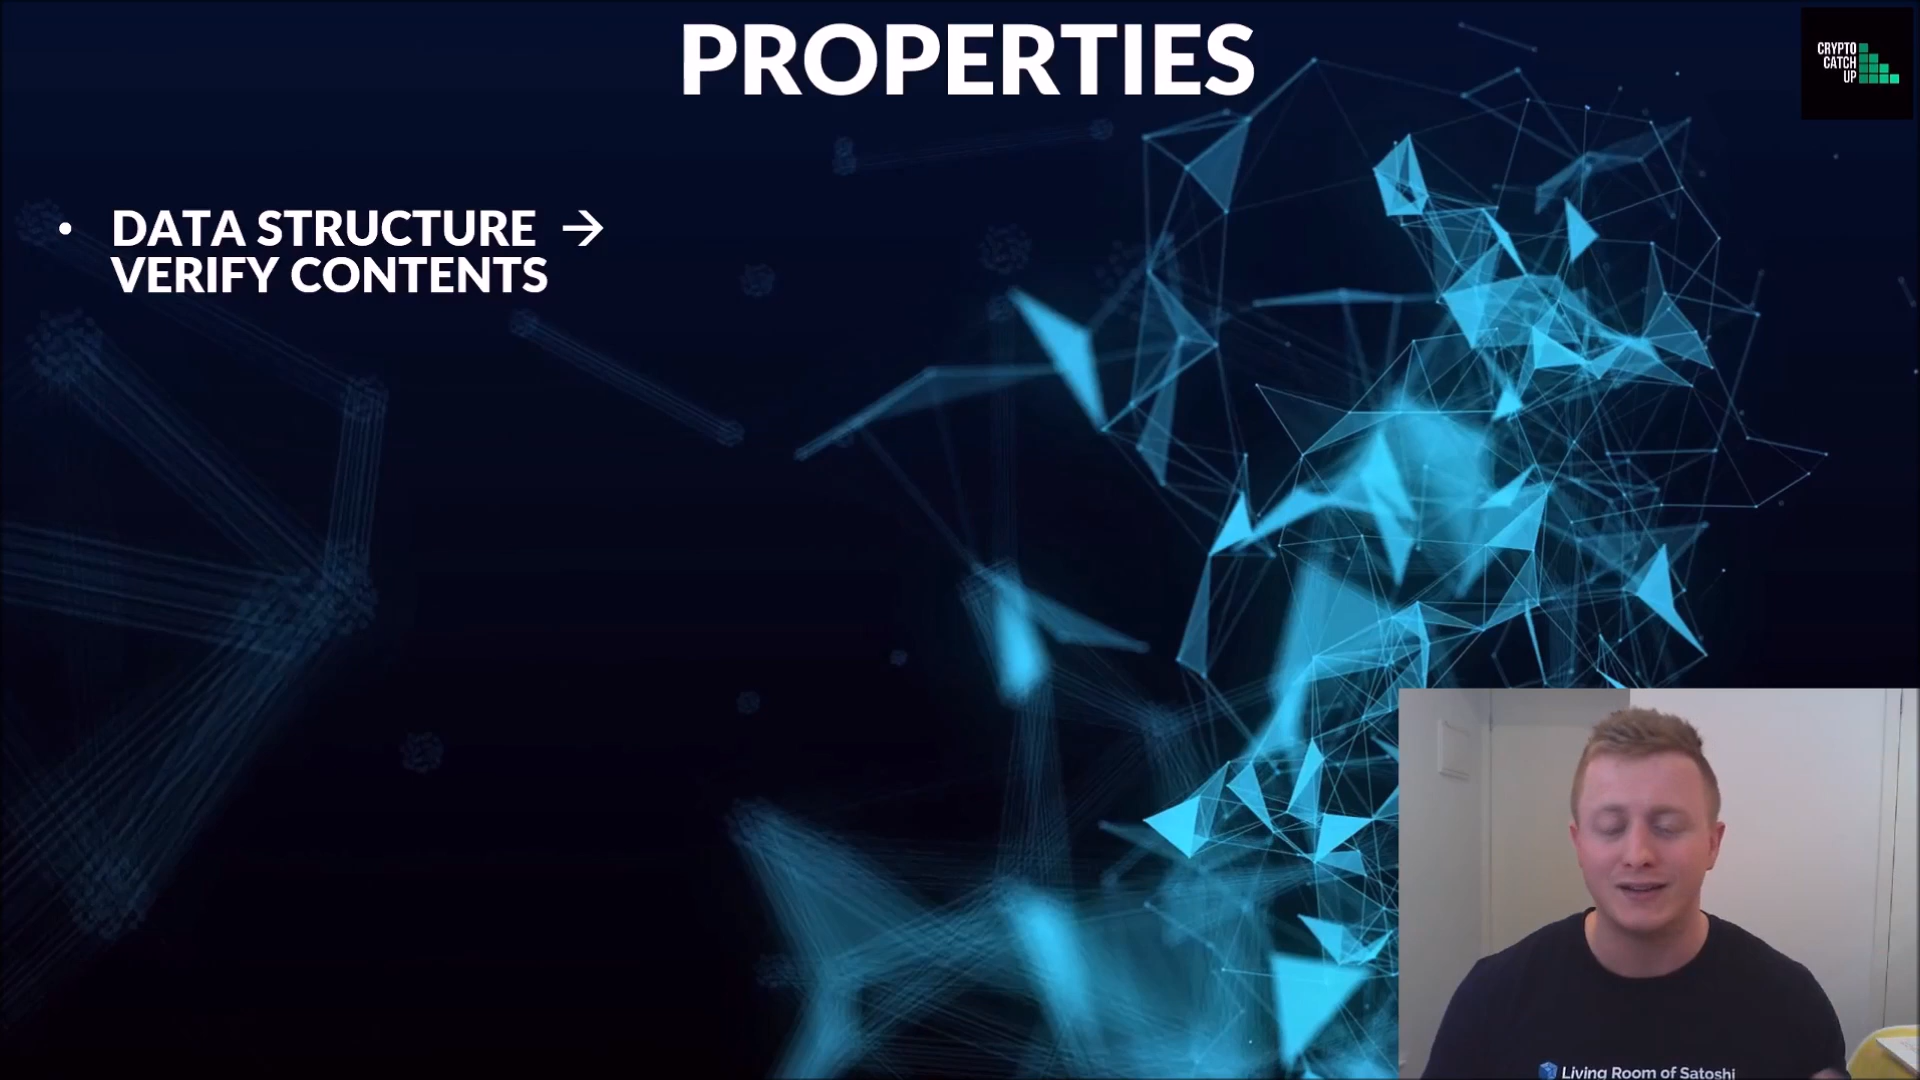 PROPERTIES
CRYPTO
CATCH
UP
• DATA STRUCTURE →
VERIFY CONTENTS
Living Room of Satoshi